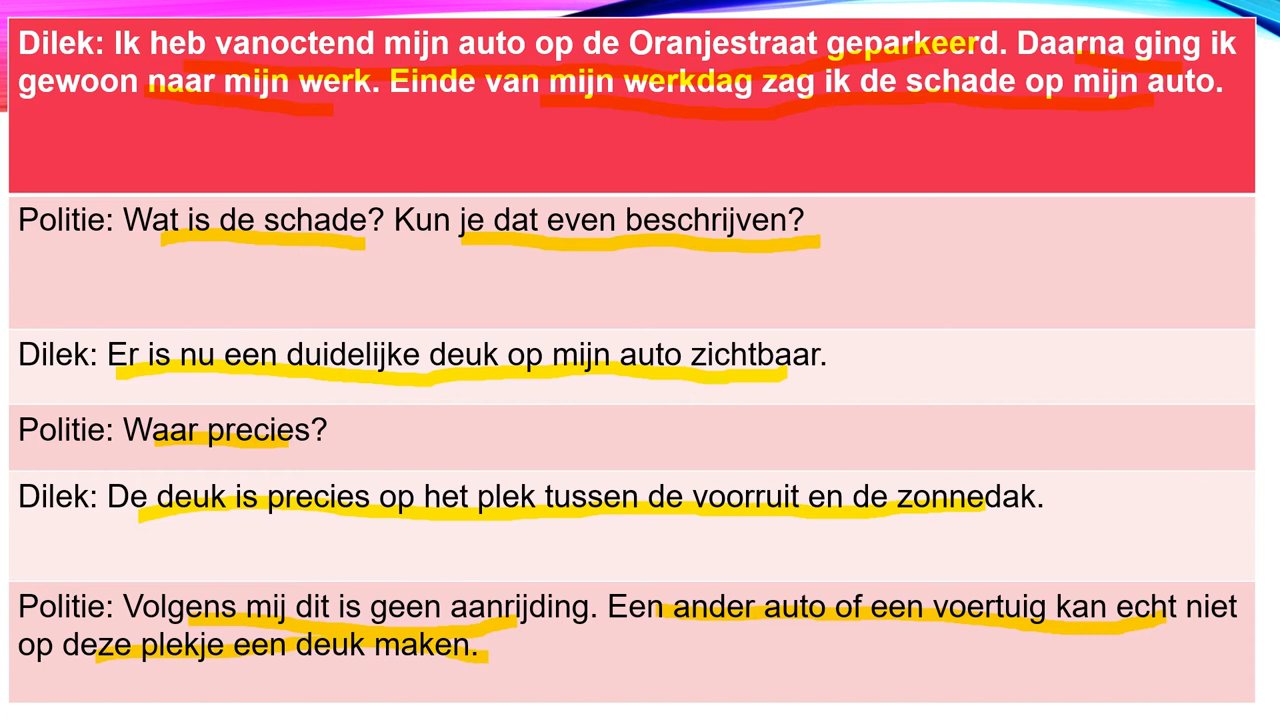 Dilek: Ik heb vanoctend mijn auto op de Oranjestraat geparkeerd. Daarna ging ik
gewoon naar mijn werk. Einde van mijn werkdag zag ik de schade op mijn auto.
Politie: Wat is de schade? Kun je dat even beschrijven?
Dilek: Er is nu een duidelijke deuk op mijn auto zichtbaar.
Politie: Waar precies?
Dilek: De deuk is precies op het plek tussen de voorruit en de zonnedak.
Politie: Volgens mij dit is geen aanrijding. Een ander auto of een voertuig kan echt niet
op deze plekje een deuk maken.